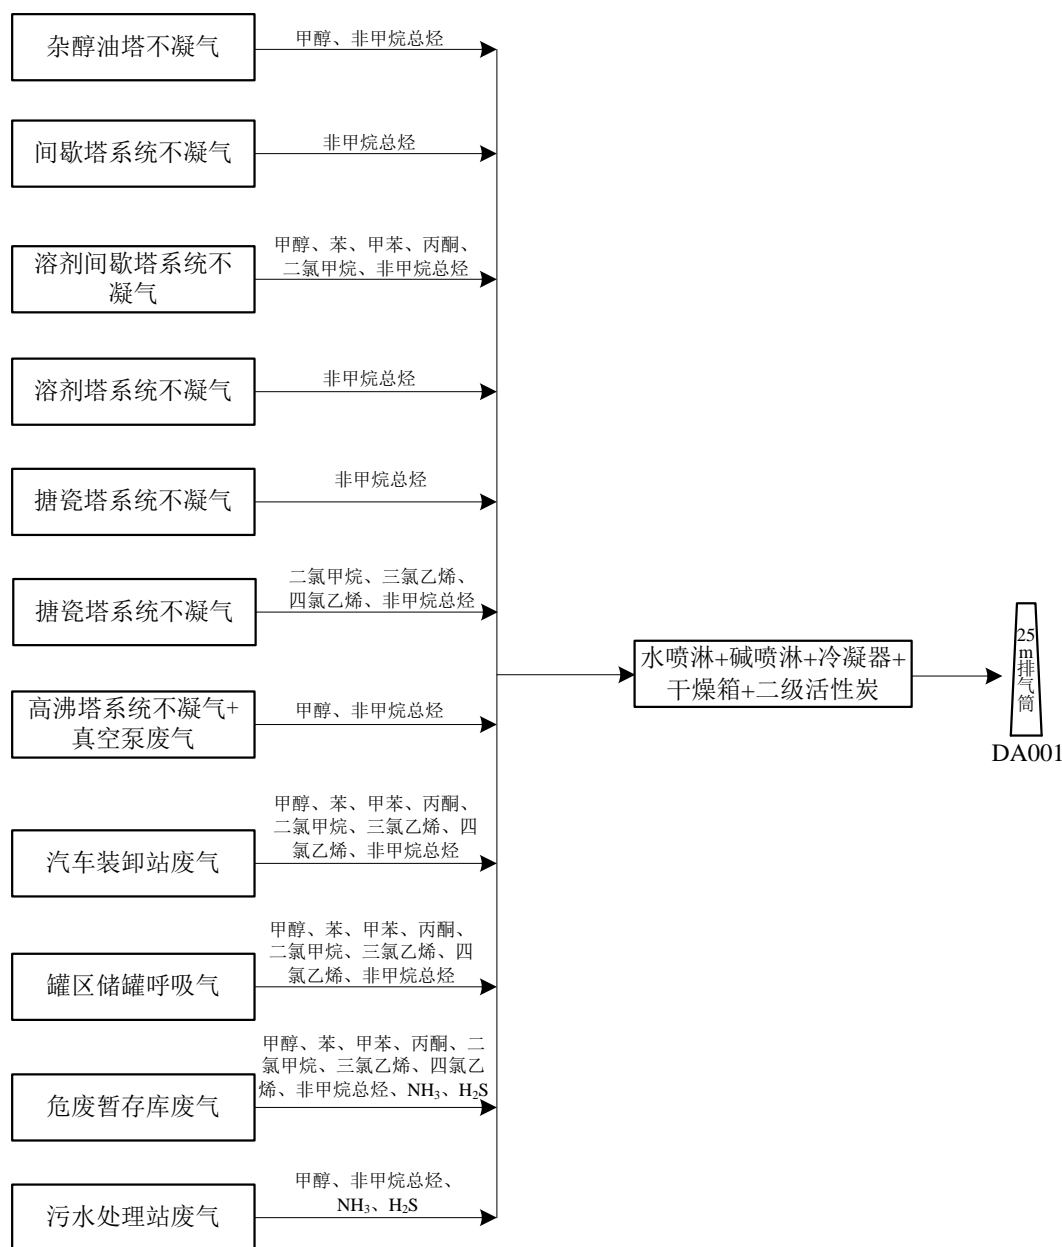 杂醇油塔不凝气
甲醇、非甲烷总烃
间歇塔系统不凝气
非甲烷总烃
溶剂间歇塔系统不
凝气
甲醇、苯、甲苯、丙酮、
二氯甲烷、非甲烷总烃
溶剂塔系统不凝气
非甲烷总烃
搪瓷塔系统不凝气
非甲烷总烃
搪瓷塔系统不凝气
二氯甲烷、三氯乙烯、
四氯乙烯、非甲烷总烃
高沸塔系统不凝气+
真空泵废气
甲醇、非甲烷总烃
汽车装卸站废气
甲醇、苯、甲苯、丙酮、
二氯甲烷、三氯乙烯、四
氯乙烯、非甲烷总烃
罐区储罐呼吸气
甲醇、苯、甲苯、丙酮、
二氯甲烷、三氯乙烯、四
氯乙烯、非甲烷总烃
危废暂存库废气
甲醇、苯、甲苯、丙酮、二
氯甲烷、三氯乙烯、四氯乙
烯、非甲烷总烃、NH₃、H₂S
污水处理站废气
甲醇、非甲烷总烃、
NH₃、H₂S
水喷淋+碱喷淋+冷凝器+
干燥箱+二级活性炭
25
m
排
气
筒
DA001